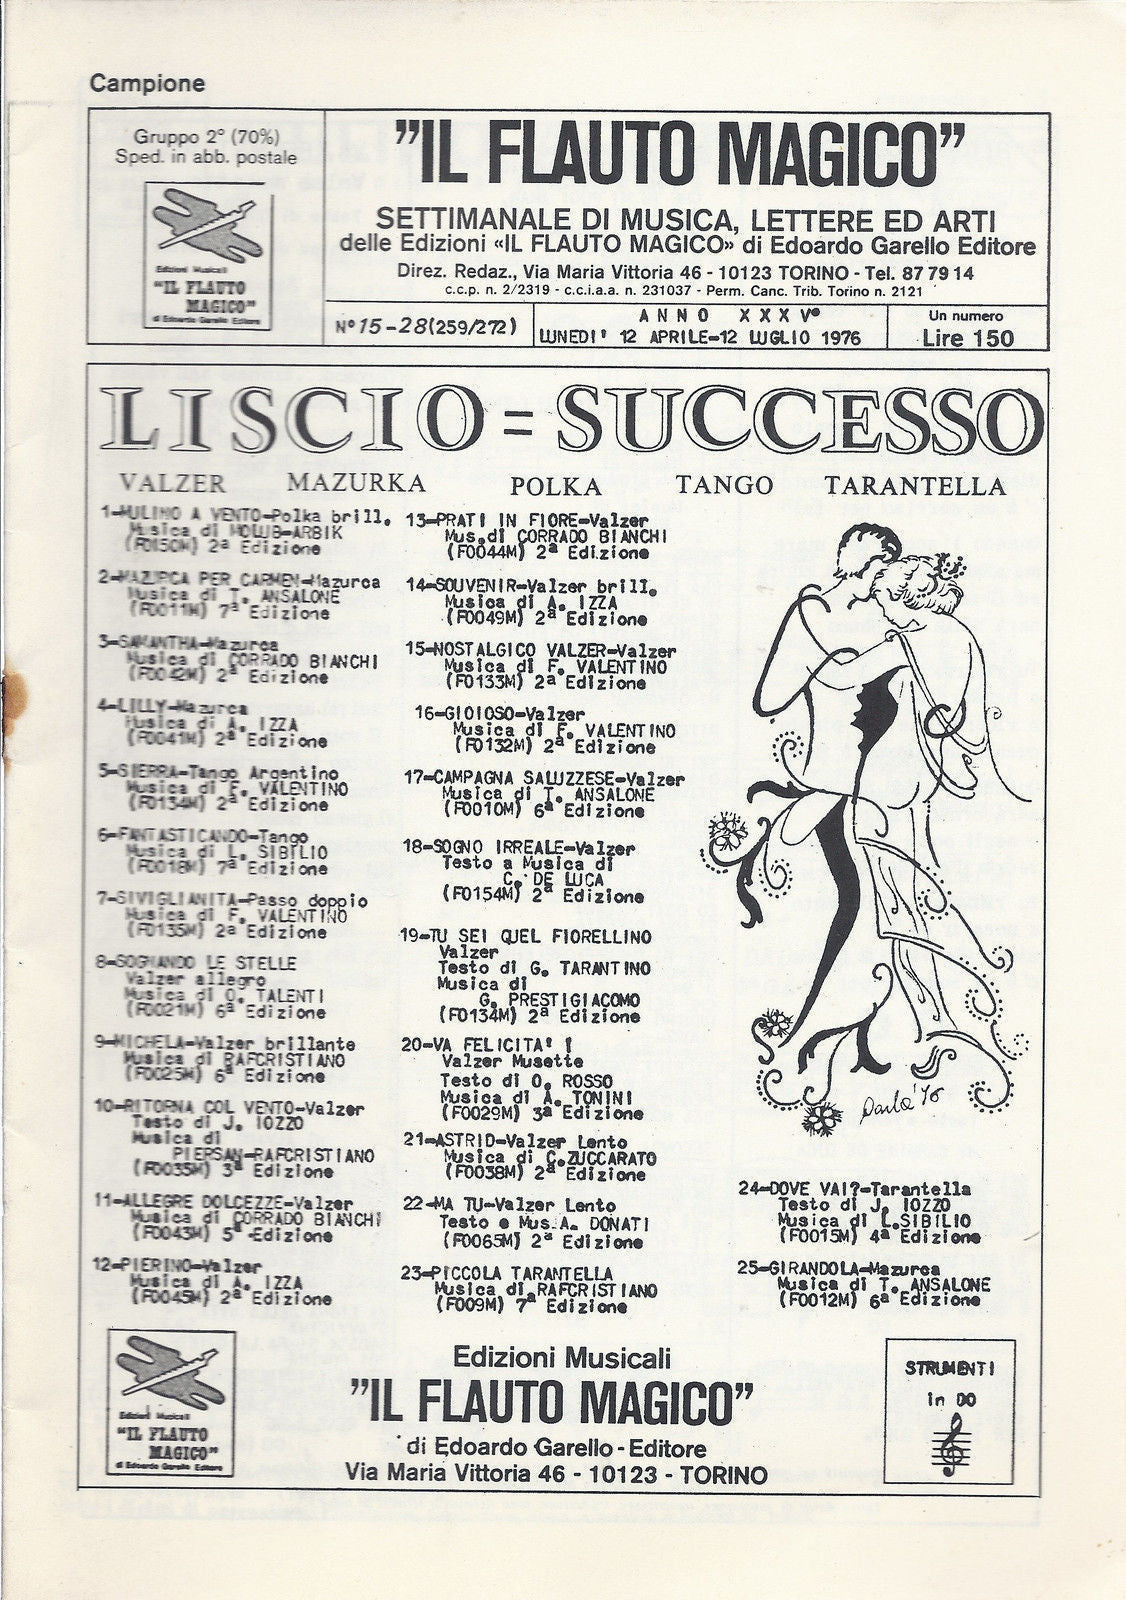 Campione
Gruppo 2° (70%)
Sped. in abb. postale
Edizioni Musicali
"IL FLAUTO
MAGICO"
di Edoardo Garello Editore
"IL FLAUTO MAGICO"
SETTIMANALE DI MUSICA, LETTERE ED ARTI
delle Edizioni «IL FLAUTO MAGICO» di Edoardo Garello Editore
Direz. Redaz., Via Maria Vittoria 46 - 10123 TORINO - Tel. 87 79 14
c.c.p. n. 2/2319 - c.c.i.a.a. n. 231037 - Perm. Canc. Trib. Torino n. 2121
N° 15-28 (259/272)
ANNO XXXV°
LUNEDI' 12 APRILE-12 LUGLIO 1976
Un numero
Lire 150
LISCIO = SUCCESSO
VALZER MAZURKA POLKA TANGO TARANTELLA
1-MULINO A VENTO-Polka brill.
Musica di MOLUB-ARBIK
(F0150M) 2ª Edizione
2-MAZURCA PER CARMEN-Mazurca
Musica di T. ANSALONE
(F0011M) 7ª Edizione
3-SAMANTHA-Mazurca
Musica di CORRADO BIANCHI
(F0042M) 2ª Edizione
4-LILLY-Mazurca
Musica di A. IZZA
(F0041M) 2ª Edizione
5-SIERRA-Tango Argentino
Musica di F. VALENTINO
(F0134M) 2ª Edizione
6-FANTASTICANDO-Tango
Musica di L. SIBILIO
(F0018M) 7ª Edizione
7-SIVIGLIANITA-Passo doppio
Musica di F. VALENTINO
(F0135M) 2ª Edizione
8-SOGNANDO LE STELLE
Valzer allegro
Musica di O. TALENTI
(F0021M) 6ª Edizione
9-MICHELA-Valzer brillante
Musica di RAFCRISTIANO
(F0025M) 6ª Edizione
10-RITORNA COL VENTO-Valzer
Testo di J. IOZZO
Musica di
PIERSAN-RAFCRISTIANO
(F0035M) 3ª Edizione
11-ALLEGRE DOLCEZZE-Valzer
Musica di CORRADO BIANCHI
(F0043M) 5ª Edizione
12-PIERINO-Valzer
Musica di A. IZZA
(F0045M) 2ª Edizione
13-PRATI IN FIORE-Valzer
Mus.di CORRADO BIANCHI
(F0044M) 2ª Edizione
14-SOUVENIR-Valzer brill.
Musica di A. IZZA
(F0049M) 2ª Edizione
15-NOSTALGICO VALZER-Valzer
Musica di F. VALENTINO
(F0133M) 2ª Edizione
16-GIOIOSO-Valzer
Musica di F. VALENTINO
(F0132M) 2ª Edizione
17-CAMPAGNA SALUZZESE-Valzer
Musica di T. ANSALONE
(F0010M) 6ª Edizione
18-SOGNO IRREALE-Valzer
Testo a Musica di
C. DE LUCA
(F0154M) 2ª Edizione
19-TU SEI QUEL FIORELLINO
Valzer
Testo di G. TARANTINO
Musica di
G. PRESTIGIACOMO
(F0134M) 2ª Edizione
20-VA FELICITA' !
Valzer Musette
Testo di O. ROSSO
Musica di A. TONINI
(F0029M) 3ª Edizione
21-ASTRID-Valzer Lento
Musica di C.ZUCCARATO
(F0038M) 2ª Edizione
22-MA TU-Valzer Lento
Testo e Mus.A. DONATI
(F0065M) 2ª Edizione
23-PICCOLA TARANTELLA
Musica di RAFCRISTIANO
(F009M) 7ª Edizione
Paula '76
24-DOVE VAI?-Tarantella
Testo di J. IOZZO
Musica di L.SIBILIO
(F0015M) 4ª Edizione
25-GIRANDOLA-Mazurca
Musica di T. ANSALONE
(F0012M) 6ª Edizione
Edizioni Musicali
"IL FLAUTO
MAGICO"
di Edoardo Garello Editore
Edizioni Musicali
"IL FLAUTO MAGICO"
di Edoardo Garello - Editore
Via Maria Vittoria 46 - 10123 - TORINO
STRUMENTI
in DO